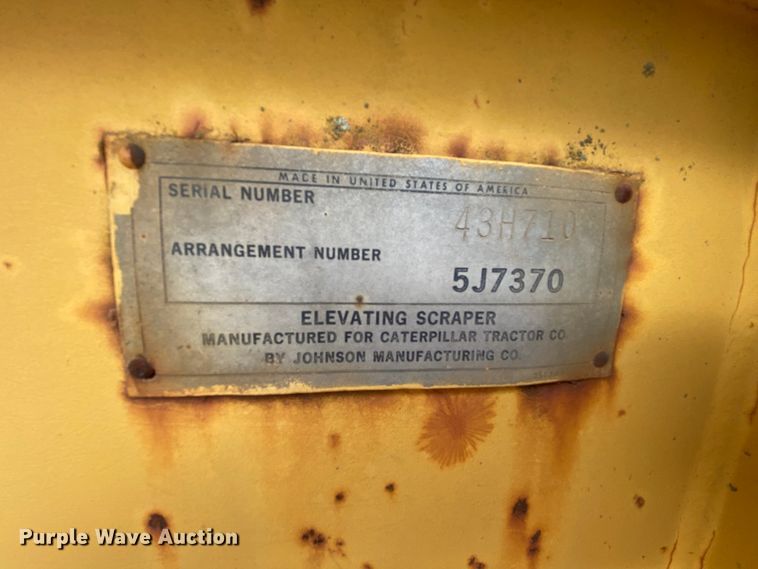 MADE IN UNITED STATES OF AMERICA
SERIAL NUMBER
43H710
ARRANGEMENT NUMBER
5J7370
ELEVATING SCRAPER
MANUFACTURED FOR CATERPILLAR TRACTOR CO
BY JOHNSON MANUFACTURING CO.
Purple Wave Auction